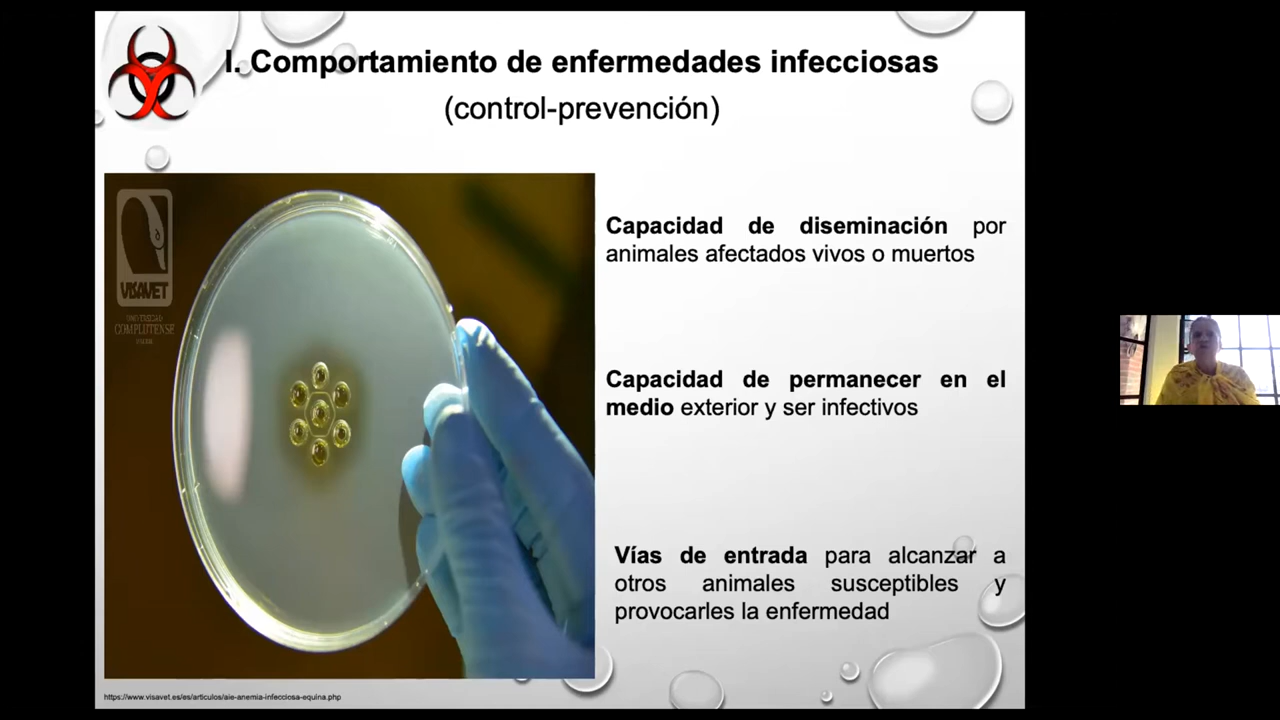 I. Comportamiento de enfermedades infecciosas
(control-prevención)
VISAVET
UNIVERSIDAD
COMPLUTENSE
Capacidad de diseminación por
animales afectados vivos o muertos
Capacidad de permanecer en el
medio exterior y ser infectivos
Vías de entrada para alcanzar a
otros animales susceptibles y
provocarles la enfermedad
https://www.visavet.es/es/articulos/aie-anemia-infecciosa-equina.php